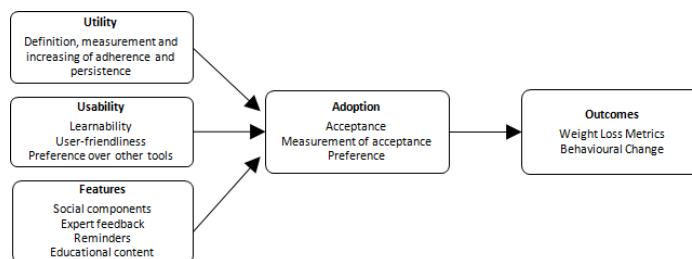 Utility
Definition, measurement and
increasing of adherence and
persistence
Usability
Learnability
User-friendliness
Preference over other tools
Features
Social components
Expert feedback
Reminders
Educational content
Adoption
Acceptance
Measurement of acceptance
Preference
Outcomes
Weight Loss Metrics
Behavioural Change